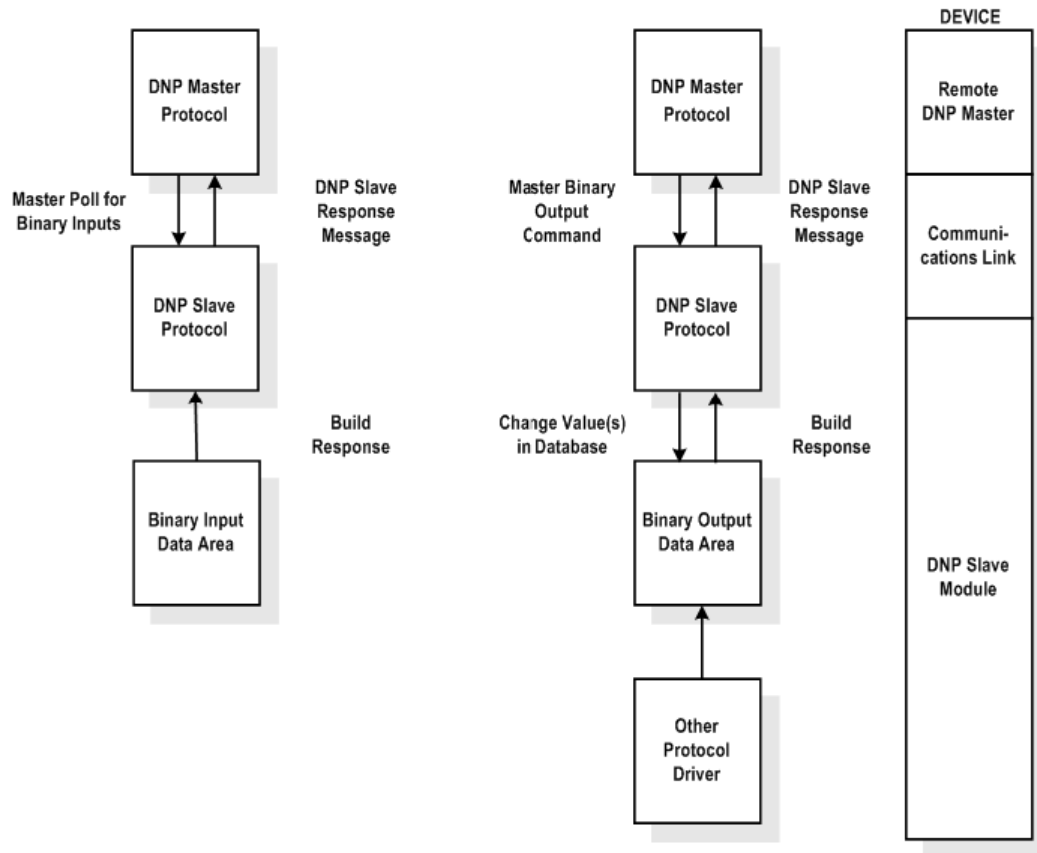 DEVICE
DNP Master
Protocol
DNP Master
Protocol
Remote
DNP Master
Master Poll for
Binary Inputs
DNP Slave
Response
Message
Master Binary
Output
Command
DNP Slave
Response
Message
Communi-
cations Link
DNP Slave
Protocol
DNP Slave
Protocol
Build
Response
Change Value(s)
in Database
Build
Response
Binary Input
Data Area
Binary Output
Data Area
DNP Slave
Module
Other
Protocol
Driver